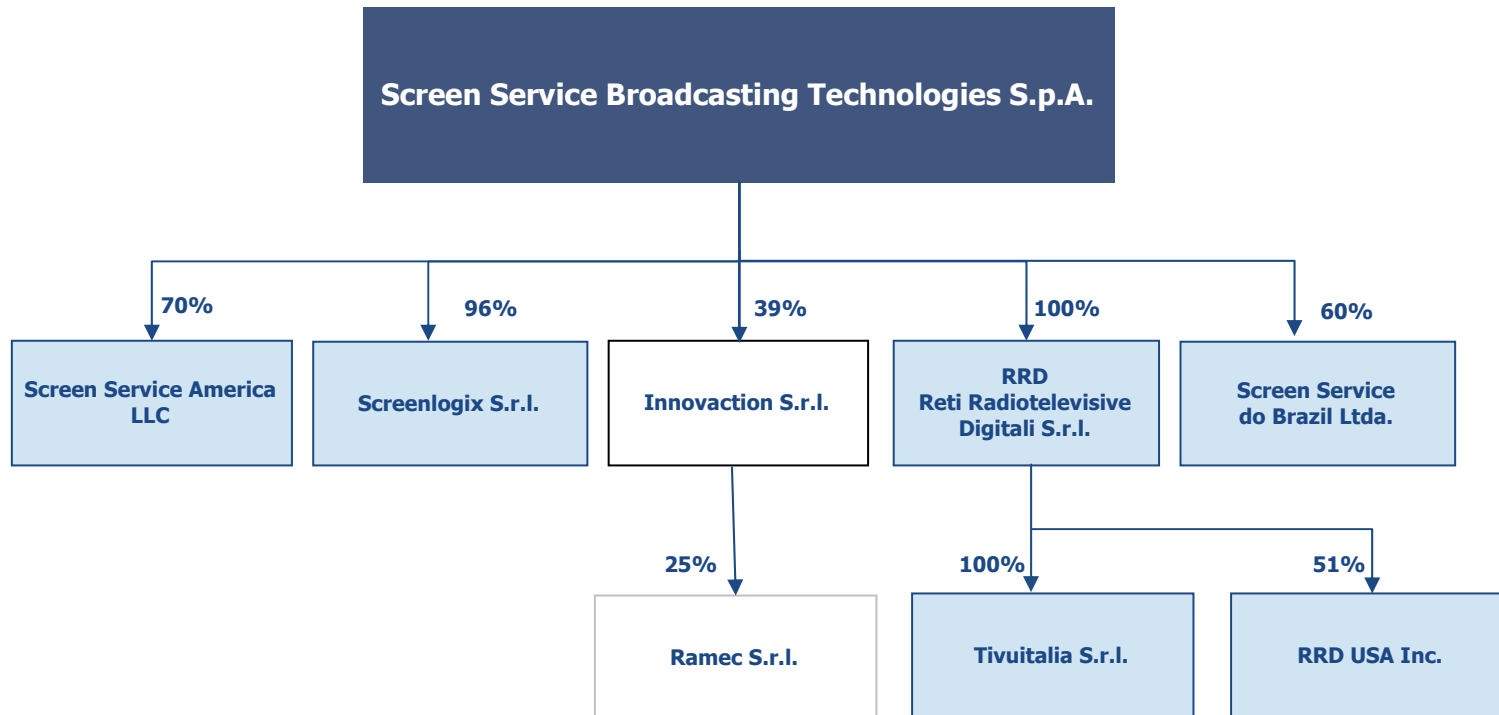 Screen Service Broadcasting Technologies S.p.A.
70%
96%
39%
100%
60%
Screen Service America
LLC
Screenlogix S.r.l.
Innovaction S.r.l.
RRD
Reti Radiotelevisive
Digitali S.r.l.
Screen Service
do Brazil Ltda.
25%
100%
51%
Ramec S.r.l.
Tivuitalia S.r.l.
RRD USA Inc.